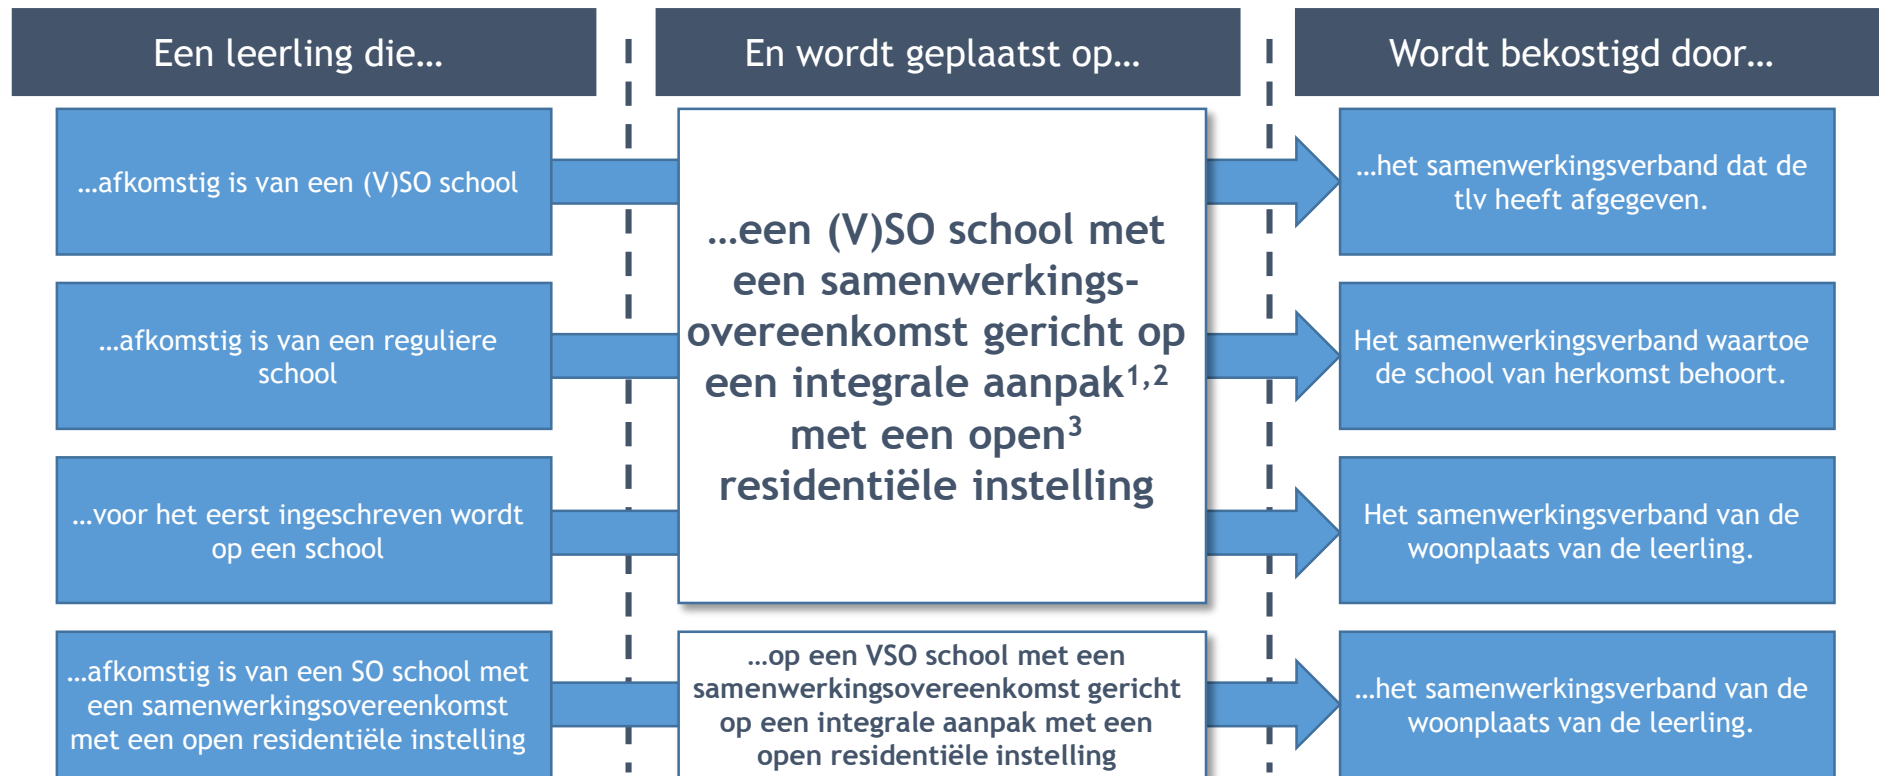 Een leerling die…
En wordt geplaatst op…
Wordt bekostigd door…
…afkomstig is van een (V)SO school
…een (V)SO school met
een samenwerkings-
overeenkomst gericht op
een integrale aanpak¹,²
met een open³
residentiële instelling
…het samenwerkingsverband dat de
tlv heeft afgegeven.
…afkomstig is van een reguliere
school
Het samenwerkingsverband waartoe
de school van herkomst behoort.
…voor het eerst ingeschreven wordt
op een school
Het samenwerkingsverband van de
woonplaats van de leerling.
…afkomstig is van een SO school met
een samenwerkingsovereenkomst
met een open residentiële instelling
…op een VSO school met een
samenwerkingsovereenkomst gericht
op een integrale aanpak met een
open residentiële instelling
…het samenwerkingsverband van de
woonplaats van de leerling.